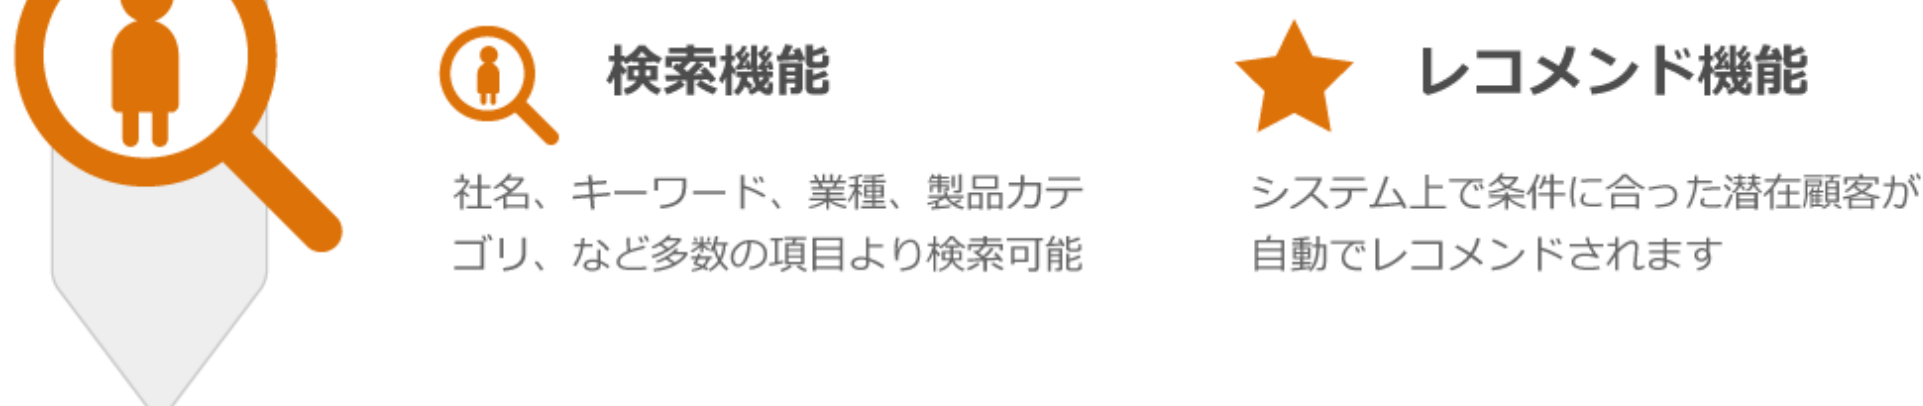 検索機能
社名、キーワード、業種、製品カテ
ゴリ、など多数の項目より検索可能
レコメンド機能
システム上で条件に合った潜在顧客が
自動でレコメンドされます